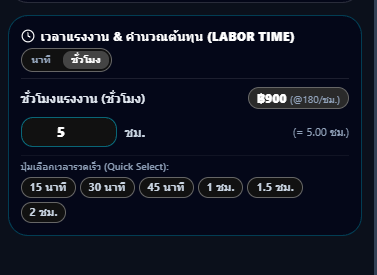 เวลาแรงงาน & คำนวณต้นทุน (LABOR TIME)
นาที ชั่วโมง
ชั่วโมงแรงงาน (ชั่วโมง) ฿900 (@180/ชม.)
5 ชม. (= 5.00 ชม.)
ปุ่มเลือกเวลารวดเร็ว (Quick Select):
15 นาที 30 นาที 45 นาที 1 ชม. 1.5 ชม.
2 ชม.